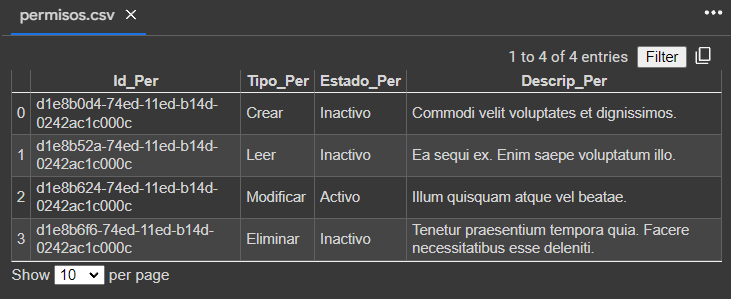 permisos.csv ×
1 to 4 of 4 entries Filter
Id_Per Tipo_Per Estado_Per Descrip_Per
0 d1e8b0d4-74ed-11ed-b14d-0242ac1c000c Crear Inactivo Commodi velit voluptates et dignissimos.
1 d1e8b52a-74ed-11ed-b14d-0242ac1c000c Leer Inactivo Ea sequi ex. Enim saepe voluptatum illo.
2 d1e8b624-74ed-11ed-b14d-0242ac1c000c Modificar Activo Illum quisquam atque vel beatae.
3 d1e8b6f6-74ed-11ed-b14d-0242ac1c000c Eliminar Inactivo Tenetur praesentium tempora quia. Facere necessitatibus esse deleniti.
Show 10 per page